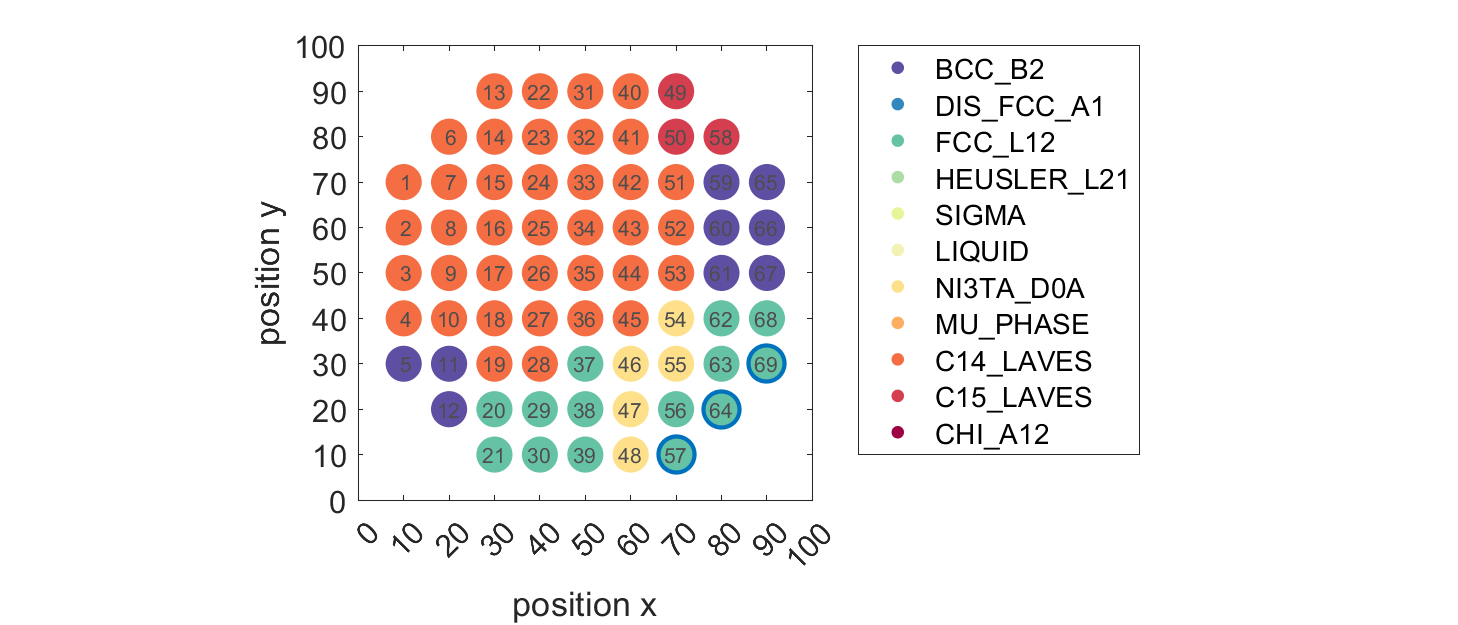 100
90 13 22 31 40 49
80 6 14 23 32 41 50 58
70 1 7 15 24 33 42 51 59 65
60 2 8 16 25 34 43 52 60 66
50 3 9 17 26 35 44 53 61 67
40 4 10 18 27 36 45 54 62 68
30 5 11 19 28 37 46 55 63 69
20 12 20 29 38 47 56 64
10 21 30 39 48 57
0
0 10 20 30 40 50 60 70 80 90 100
position x
position y
BCC_B2
DIS_FCC_A1
FCC_L12
HEUSLER_L21
SIGMA
LIQUID
NI3TA_D0A
MU_PHASE
C14_LAVES
C15_LAVES
CHI_A12